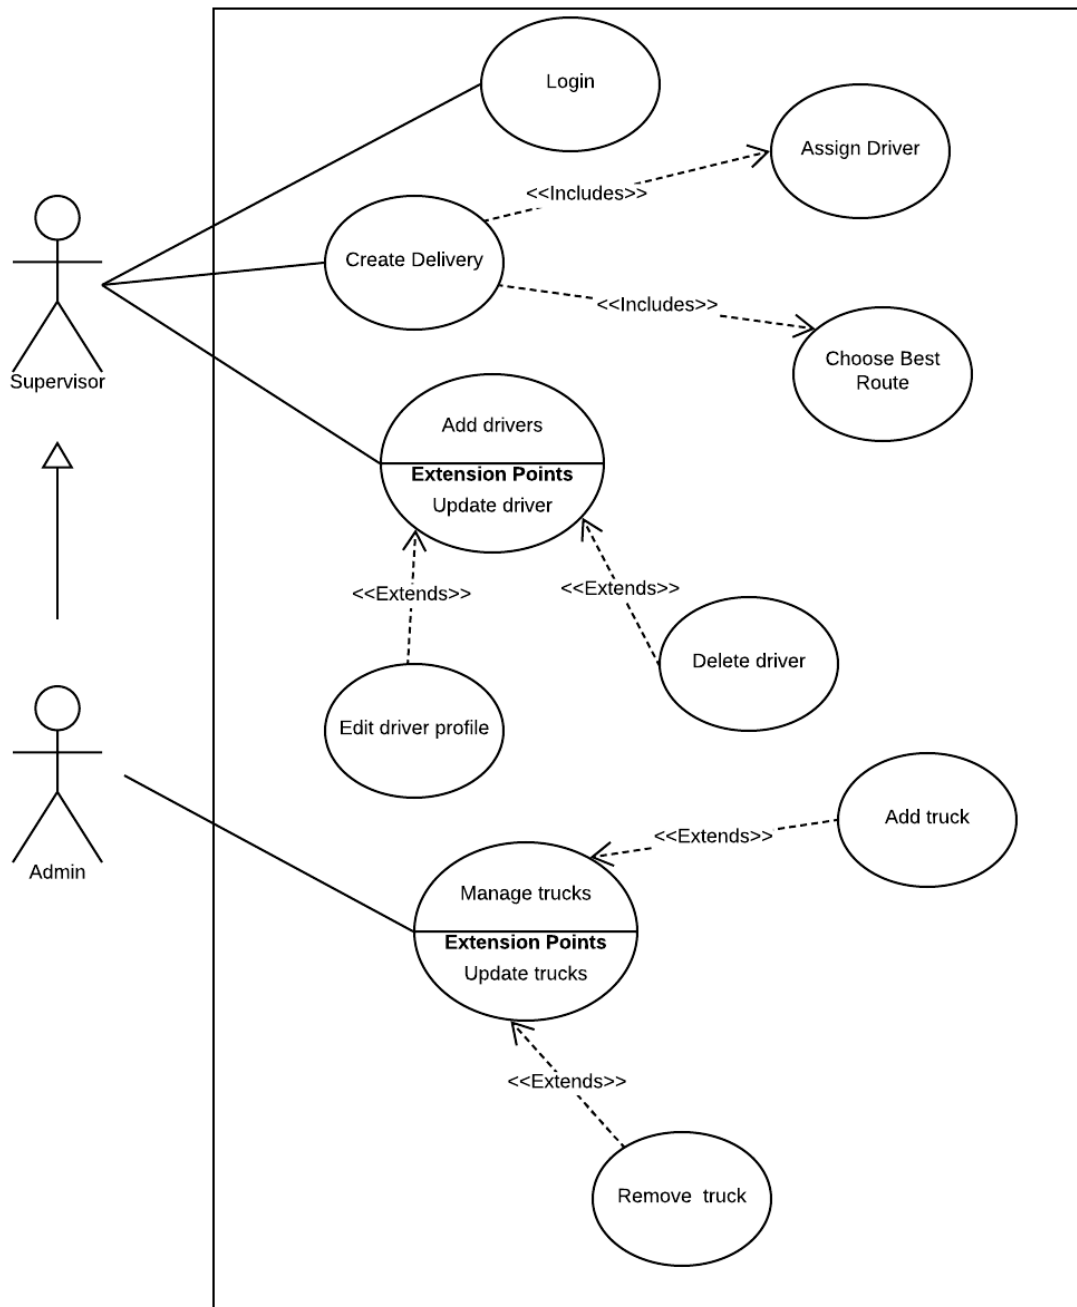 Login
Assign Driver
<<Includes>>
Create Delivery
<<Includes>>
Choose Best
Route
Supervisor
Add drivers
Extension Points
Update driver
<<Extends>>
<<Extends>>
Delete driver
Edit driver profile
Admin
Add truck
<<Extends>>
Manage trucks
Extension Points
Update trucks
<<Extends>>
Remove  truck